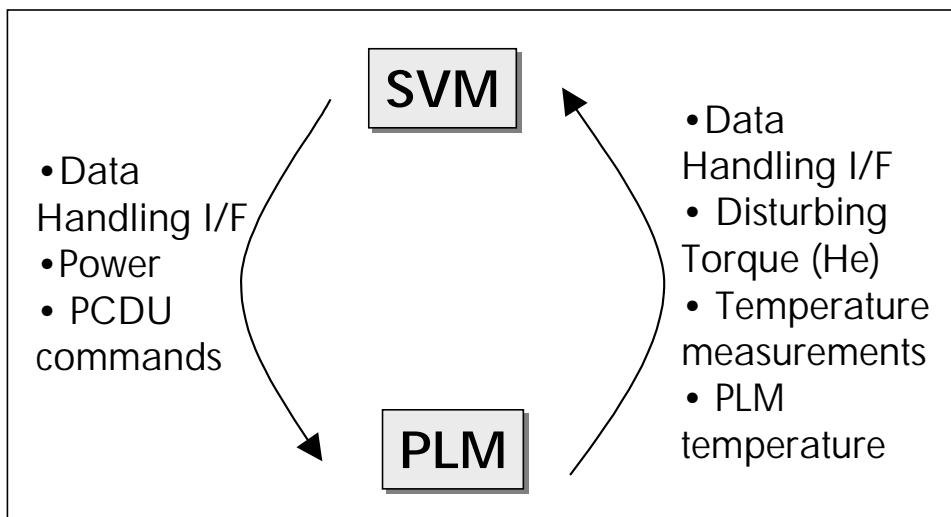 SVM
•Data
Handling I/F
•Power
• PCDU
commands
•Data
Handling I/F
• Disturbing
Torque (He)
• Temperature
measurements
• PLM
temperature
PLM